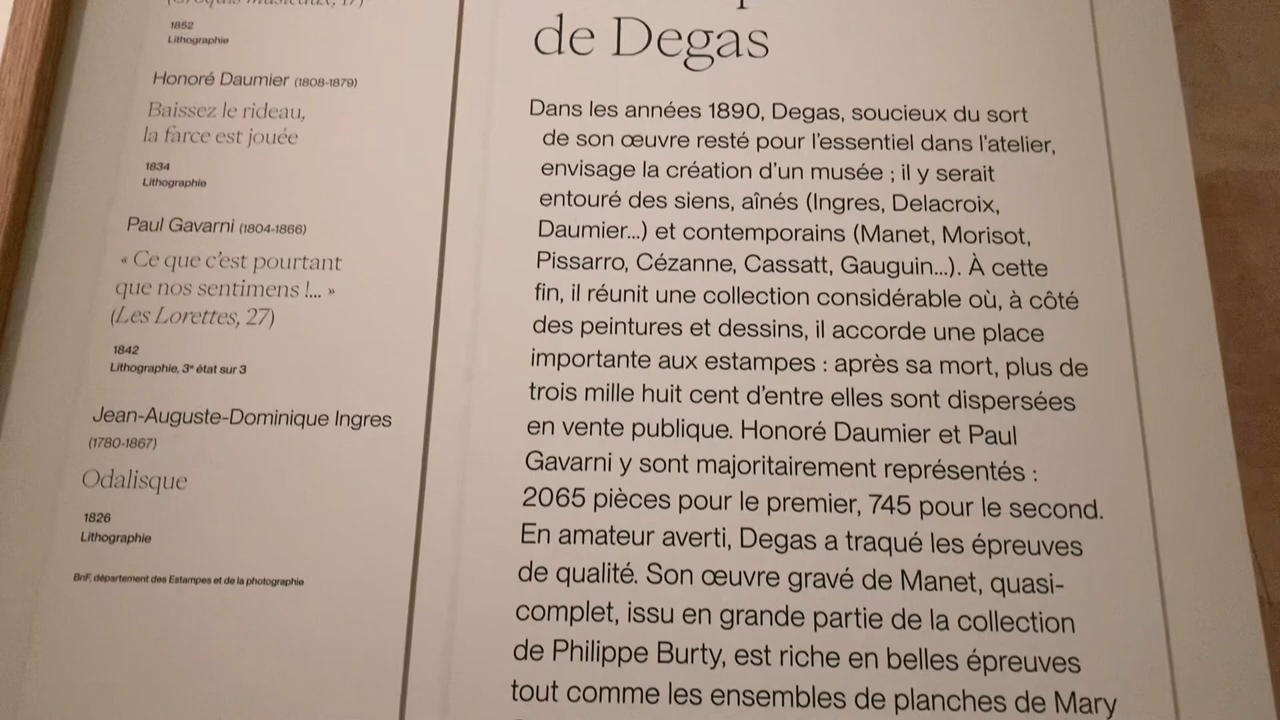 (Croquis musicaux, 17)
1852
Lithographie
Honoré Daumier (1808-1879)
Baissez le rideau,
la farce est jouée
1834
Lithographie
Paul Gavarni (1804-1866)
« Ce que c'est pourtant
que nos sentimens !... »
(Les Lorettes, 27)
1842
Lithographie, 3e état sur 3
Jean-Auguste-Dominique Ingres
(1780-1867)
Odalisque
1826
Lithographie
BnF, département des Estampes et de la photographie
de Degas
Dans les années 1890, Degas, soucieux du sort
de son œuvre resté pour l'essentiel dans l'atelier,
envisage la création d'un musée ; il y serait
entouré des siens, aînés (Ingres, Delacroix,
Daumier...) et contemporains (Manet, Morisot,
Pissarro, Cézanne, Cassatt, Gauguin...). À cette
fin, il réunit une collection considérable où, à côté
des peintures et dessins, il accorde une place
importante aux estampes : après sa mort, plus de
trois mille huit cent d'entre elles sont dispersées
en vente publique. Honoré Daumier et Paul
Gavarni y sont majoritairement représentés :
2065 pièces pour le premier, 745 pour le second.
En amateur averti, Degas a traqué les épreuves
de qualité. Son œuvre gravé de Manet, quasi-
complet, issu en grande partie de la collection
de Philippe Burty, est riche en belles épreuves
tout comme les ensembles de planches de Mary